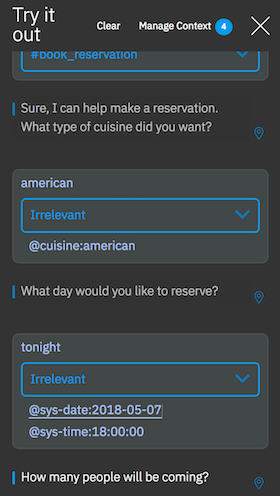 Try it
out
Clear
Manage Context 4
#book_reservation
Sure, I can help make a reservation.
What type of cuisine did you want?
american
Irrelevant
@cuisine:american
What day would you like to reserve?
tonight
Irrelevant
@sys-date:2018-05-07
@sys-time:18:00:00
How many people will be coming?